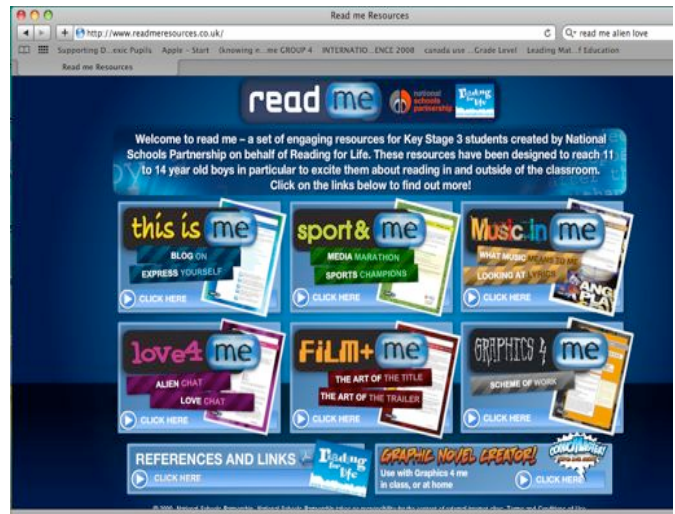 Read me Resources
http://www.readmeresources.co.uk/
read me alien love
Supporting D...exic Pupils Apple - Start (knowing n...me GROUP 4 INTERNATIO...ENCE 2008 canada use ...Grade Level Leading Mat...f Education
Read me Resources
read me national schools partnership Reading for life
Welcome to read me – a set of engaging resources for Key Stage 3 students created by National
Schools Partnership on behalf of Reading for Life. These resources have been designed to reach 11
to 14 year old boys in particular to excite them about reading in and outside of the classroom.
Click on the links below to find out more!
this is me
BLOG ON
EXPRESS YOURSELF
CLICK HERE
sport & me
MEDIA MARATHON
SPORTS CHAMPIONS
CLICK HERE
Music in me
WHAT MUSIC MEANS TO ME
LOOKING AT LYRICS
CLICK HERE
love4 me
ALIEN CHAT
LOVE CHAT
CLICK HERE
FiLM+ me
THE ART OF THE TITLE
THE ART OF THE TRAILER
CLICK HERE
GRAPHICS 4 me
SCHEME OF WORK
CLICK HERE
REFERENCES AND LINKS
CLICK HERE
Reading for life
GRAPHIC NOVEL CREATOR!
Use with Graphics 4 me
in class, or at home
CLICK HERE